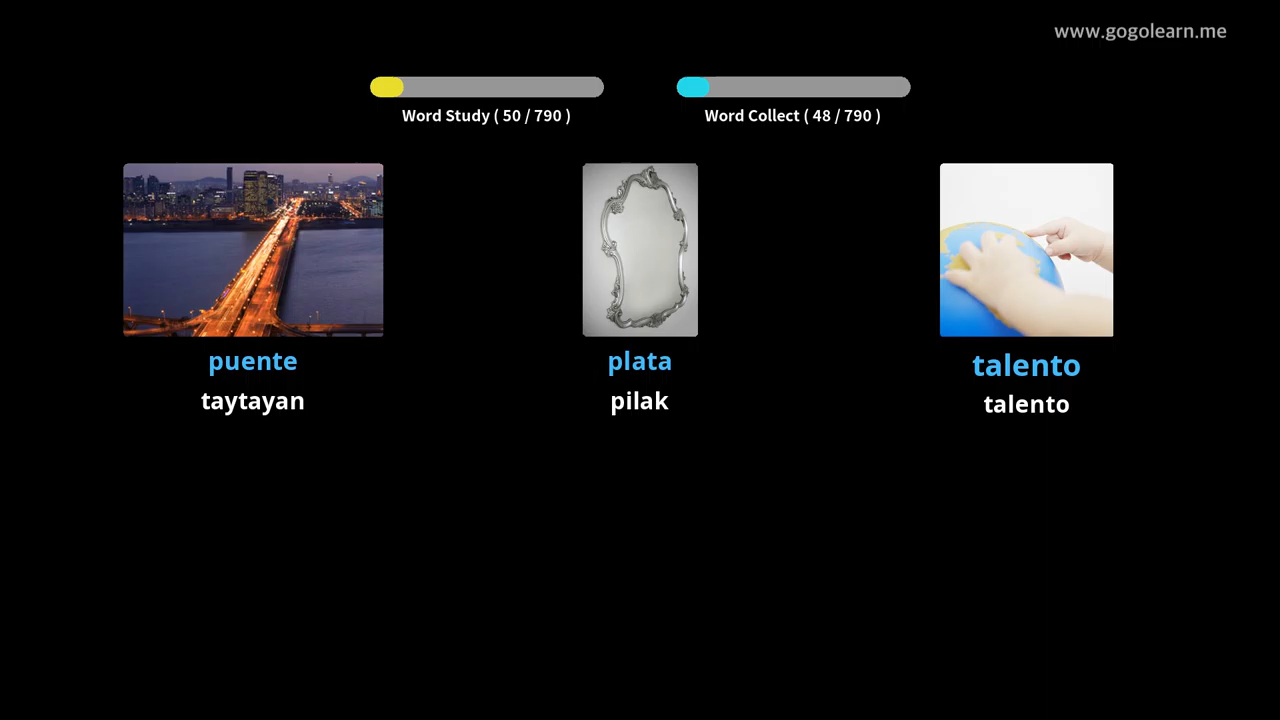 www.gogolearn.me
Word Study ( 50 / 790 )
Word Collect ( 48 / 790 )
puente
taytayan
plata
pilak
talento
talento